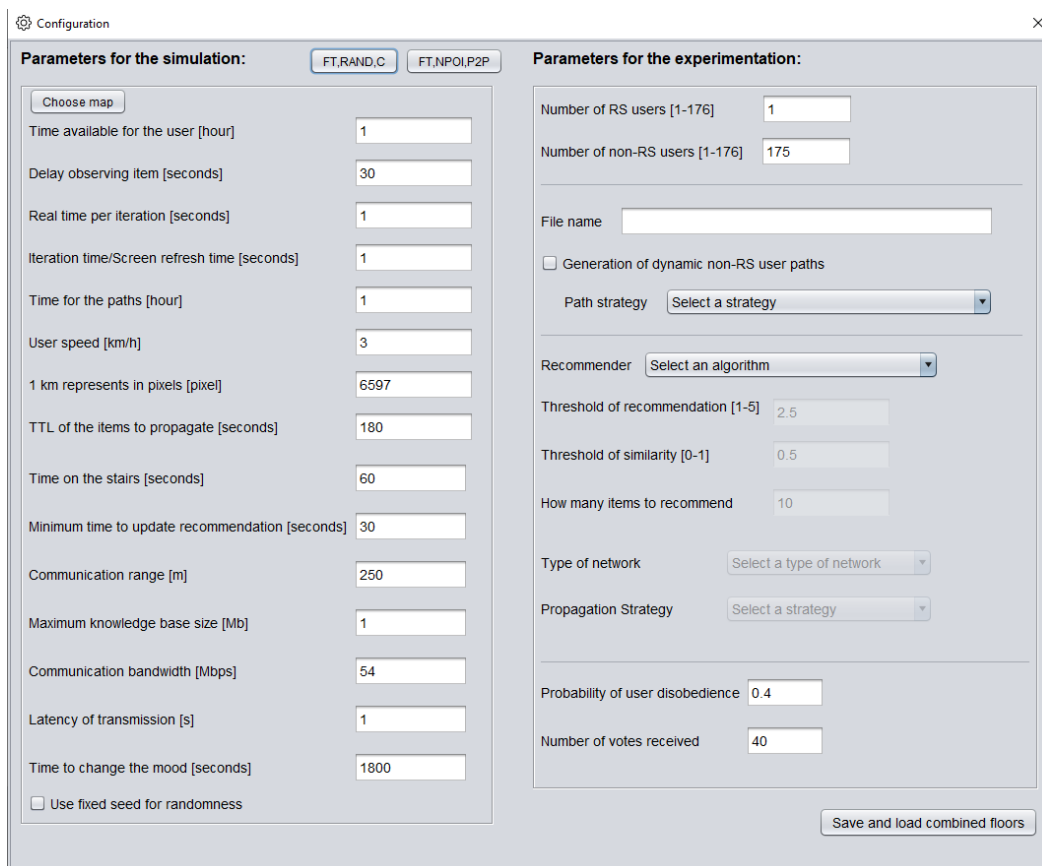 Configuration
Parameters for the simulation:
FT,RAND,C
FT,NPOI,P2P
Choose map
Time available for the user [hour] 1
Delay observing item [seconds] 30
Real time per iteration [seconds] 1
Iteration time/Screen refresh time [seconds] 1
Time for the paths [hour] 1
User speed [km/h] 3
1 km represents in pixels [pixel] 6597
TTL of the items to propagate [seconds] 180
Time on the stairs [seconds] 60
Minimum time to update recommendation [seconds] 30
Communication range [m] 250
Maximum knowledge base size [Mb] 1
Communication bandwidth [Mbps] 54
Latency of transmission [s] 1
Time to change the mood [seconds] 1800
Use fixed seed for randomness
Parameters for the experimentation:
Number of RS users [1-176] 1
Number of non-RS users [1-176] 175
File name
Generation of dynamic non-RS user paths
Path strategy Select a strategy
Recommender Select an algorithm
Threshold of recommendation [1-5] 2.5
Threshold of similarity [0-1] 0.5
How many items to recommend 10
Type of network Select a type of network
Propagation Strategy Select a strategy
Probability of user disobedience 0.4
Number of votes received 40
Save and load combined floors